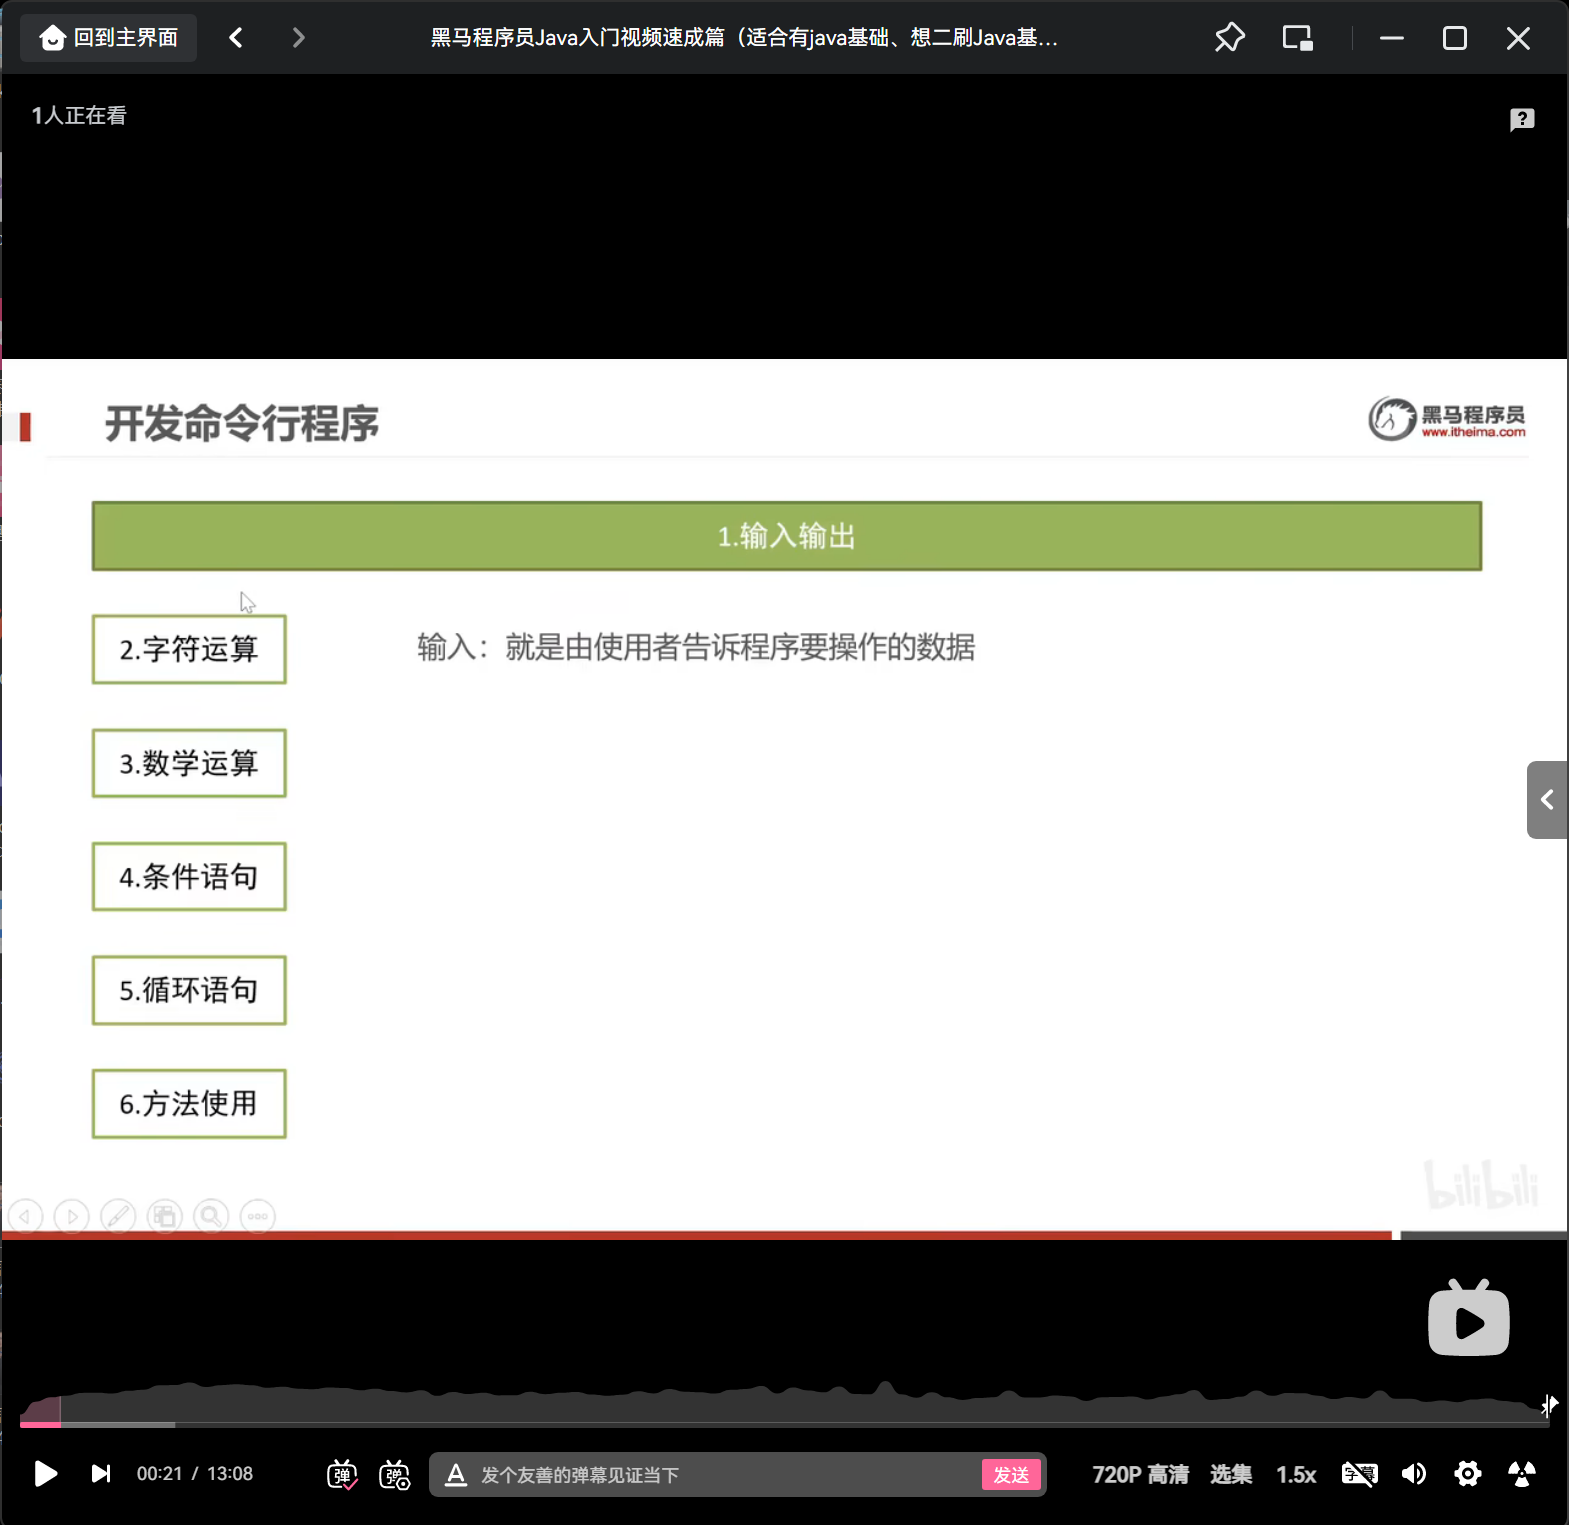 回到主界面
黑马程序员Java入门视频速成篇（适合有java基础、想二刷Java基...
1人正在看
开发命令行程序
黑马程序员
www.itheima.com
1.输入输出
2.字符运算
输入：就是由使用者告诉程序要操作的数据
3.数学运算
4.条件语句
5.循环语句
6.方法使用
bilibili
00:21 / 13:08
弹
弹
A
发个友善的弹幕见证当下
发送
720P 高清
选集
1.5x
字幕